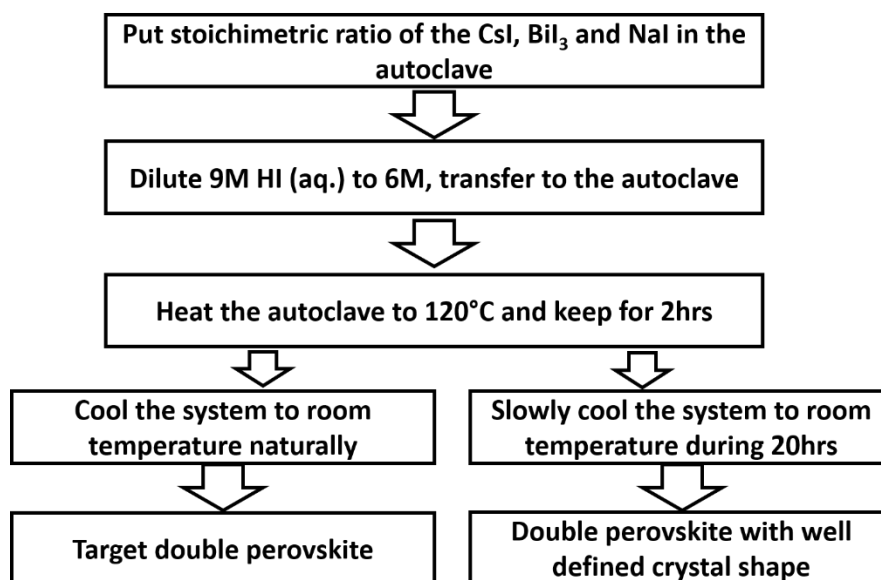 Put stoichimetric ratio of the CsI, BiI₃ and NaI in the
autoclave
Dilute 9M HI (aq.) to 6M, transfer to the autoclave
Heat the autoclave to 120°C and keep for 2hrs
Cool the system to room
temperature naturally
Slowly cool the system to room
temperature during 20hrs
Target double perovskite
Double perovskite with well
defined crystal shape